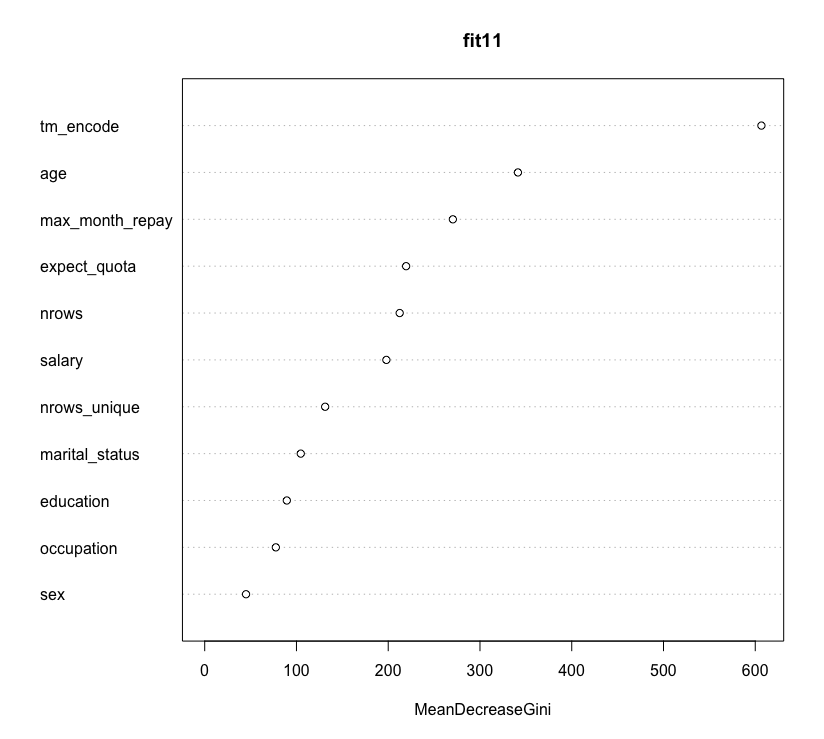 fit11
tm_encode
age
max_month_repay
expect_quota
nrows
salary
nrows_unique
marital_status
education
occupation
sex
0 100 200 300 400 500 600
MeanDecreaseGini